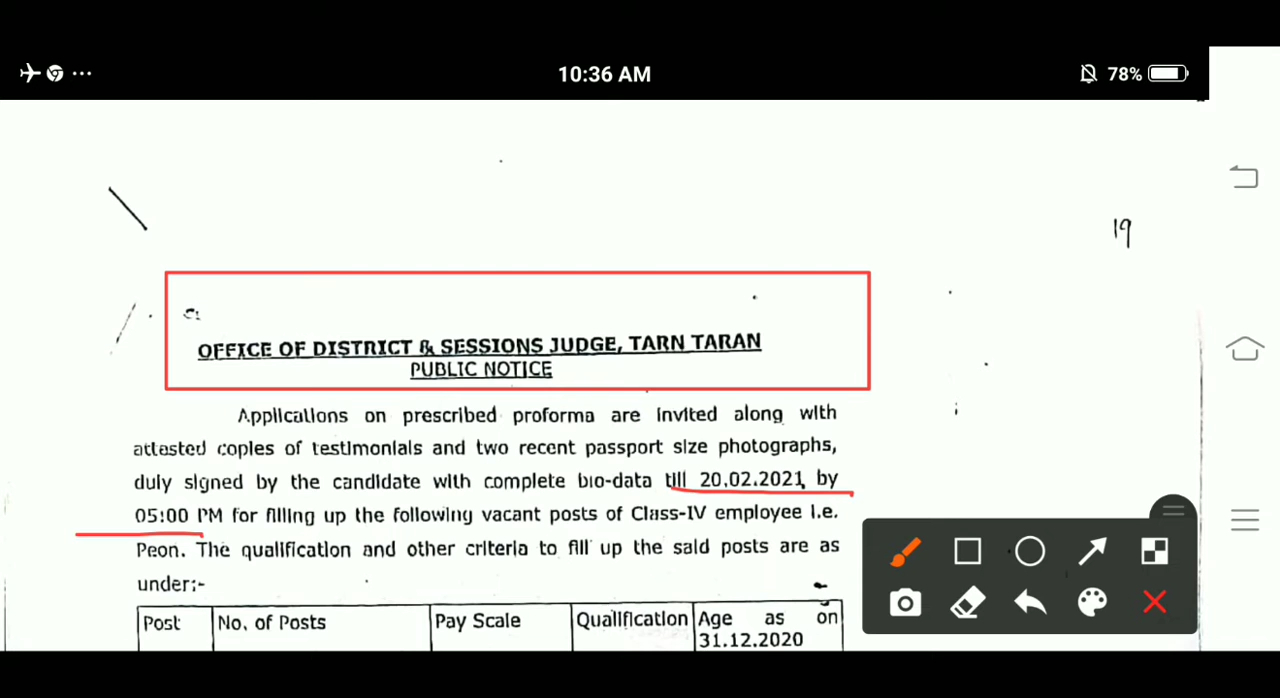 10:36 AM
78%
19
OFFICE OF DISTRICT & SESSIONS JUDGE, TARN TARAN
PUBLIC NOTICE
Applications on prescribed proforma are invited along with
attested copies of testimonials and two recent passport size photographs,
duly signed by the candidate with complete bio-data till 20.02.2021, by
05:00 PM for filling up the following vacant posts of Class-IV employee i.e.
Peon. The qualification and other criteria to fill up the said posts are as
under:-
Post No. of Posts Pay Scale Qualification Age as on
31.12.2020